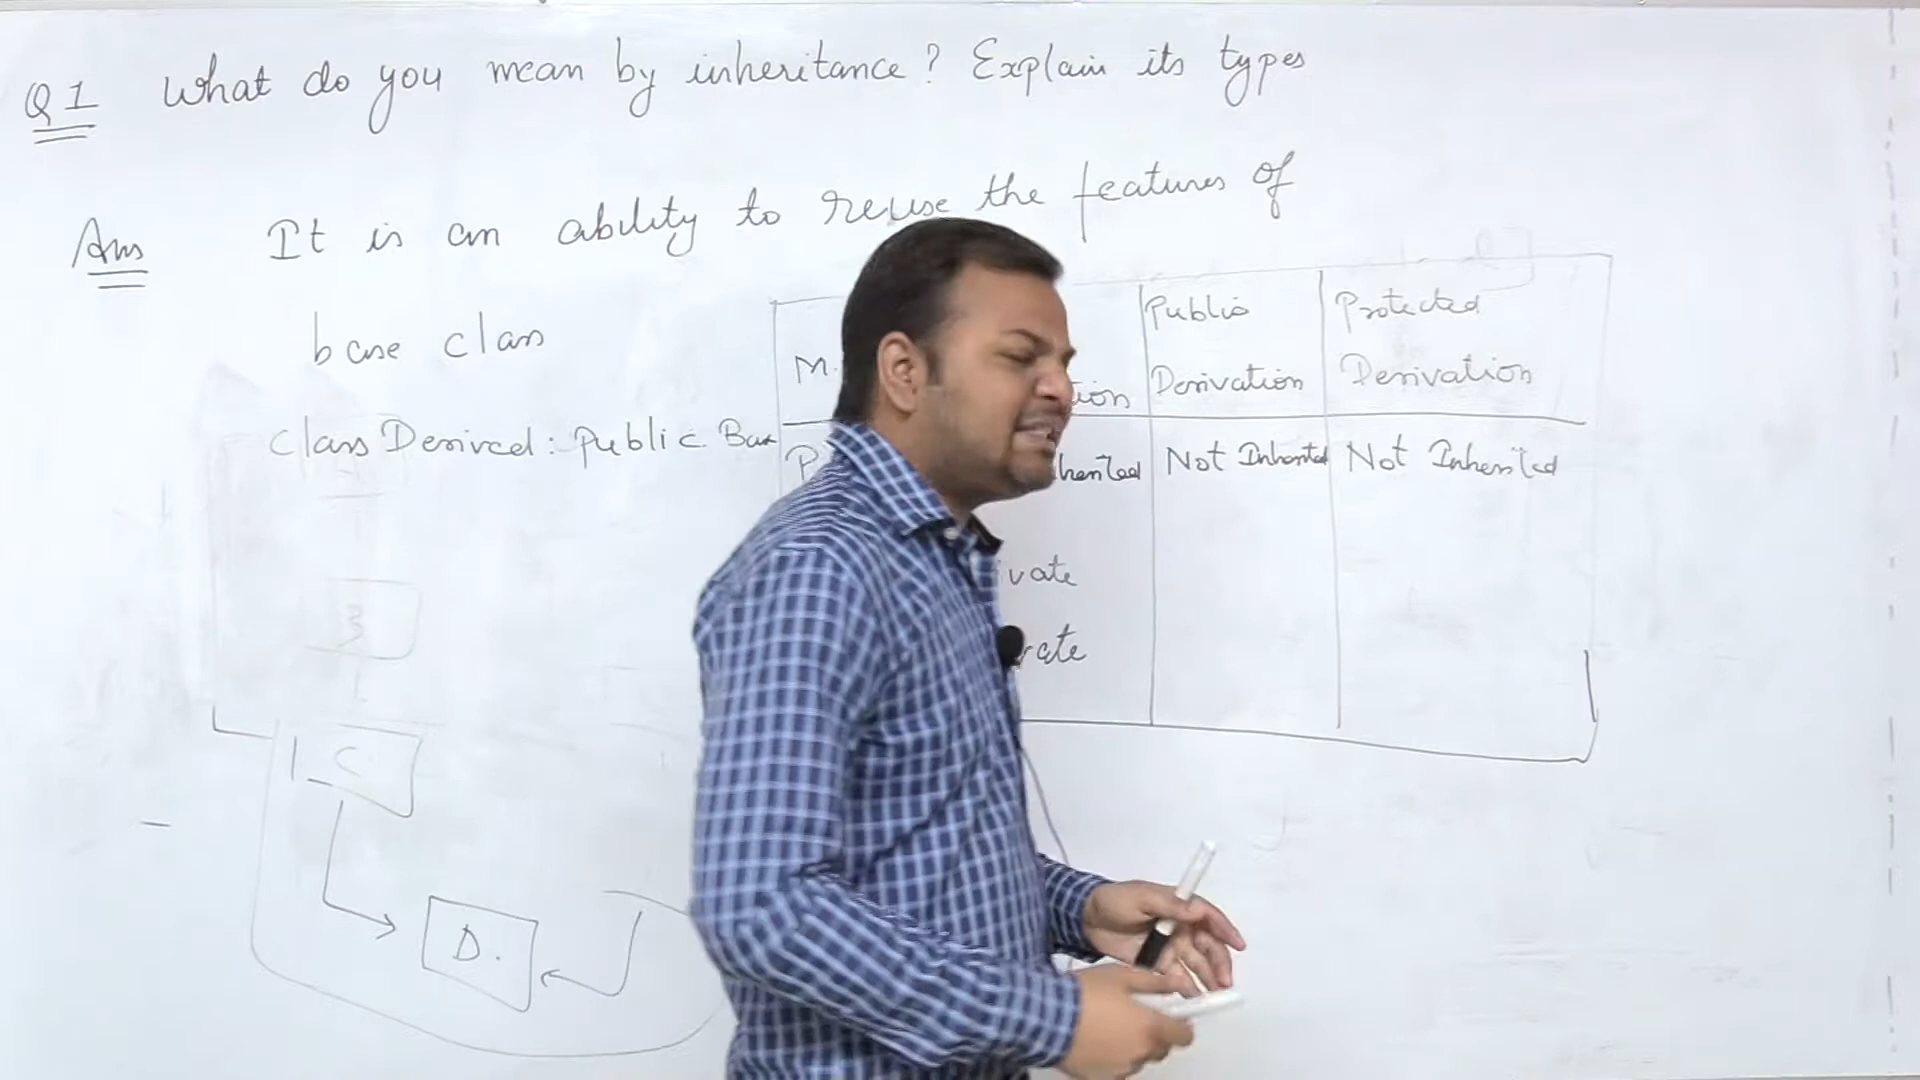 Q1 What do you mean by inheritance? Explain its types
Ans It is an ability to reuse the features of
base class
Public Protected
M. Derivation Derivation
Class Derived: Public Base
Not Inherited Not Inherited
C
D.